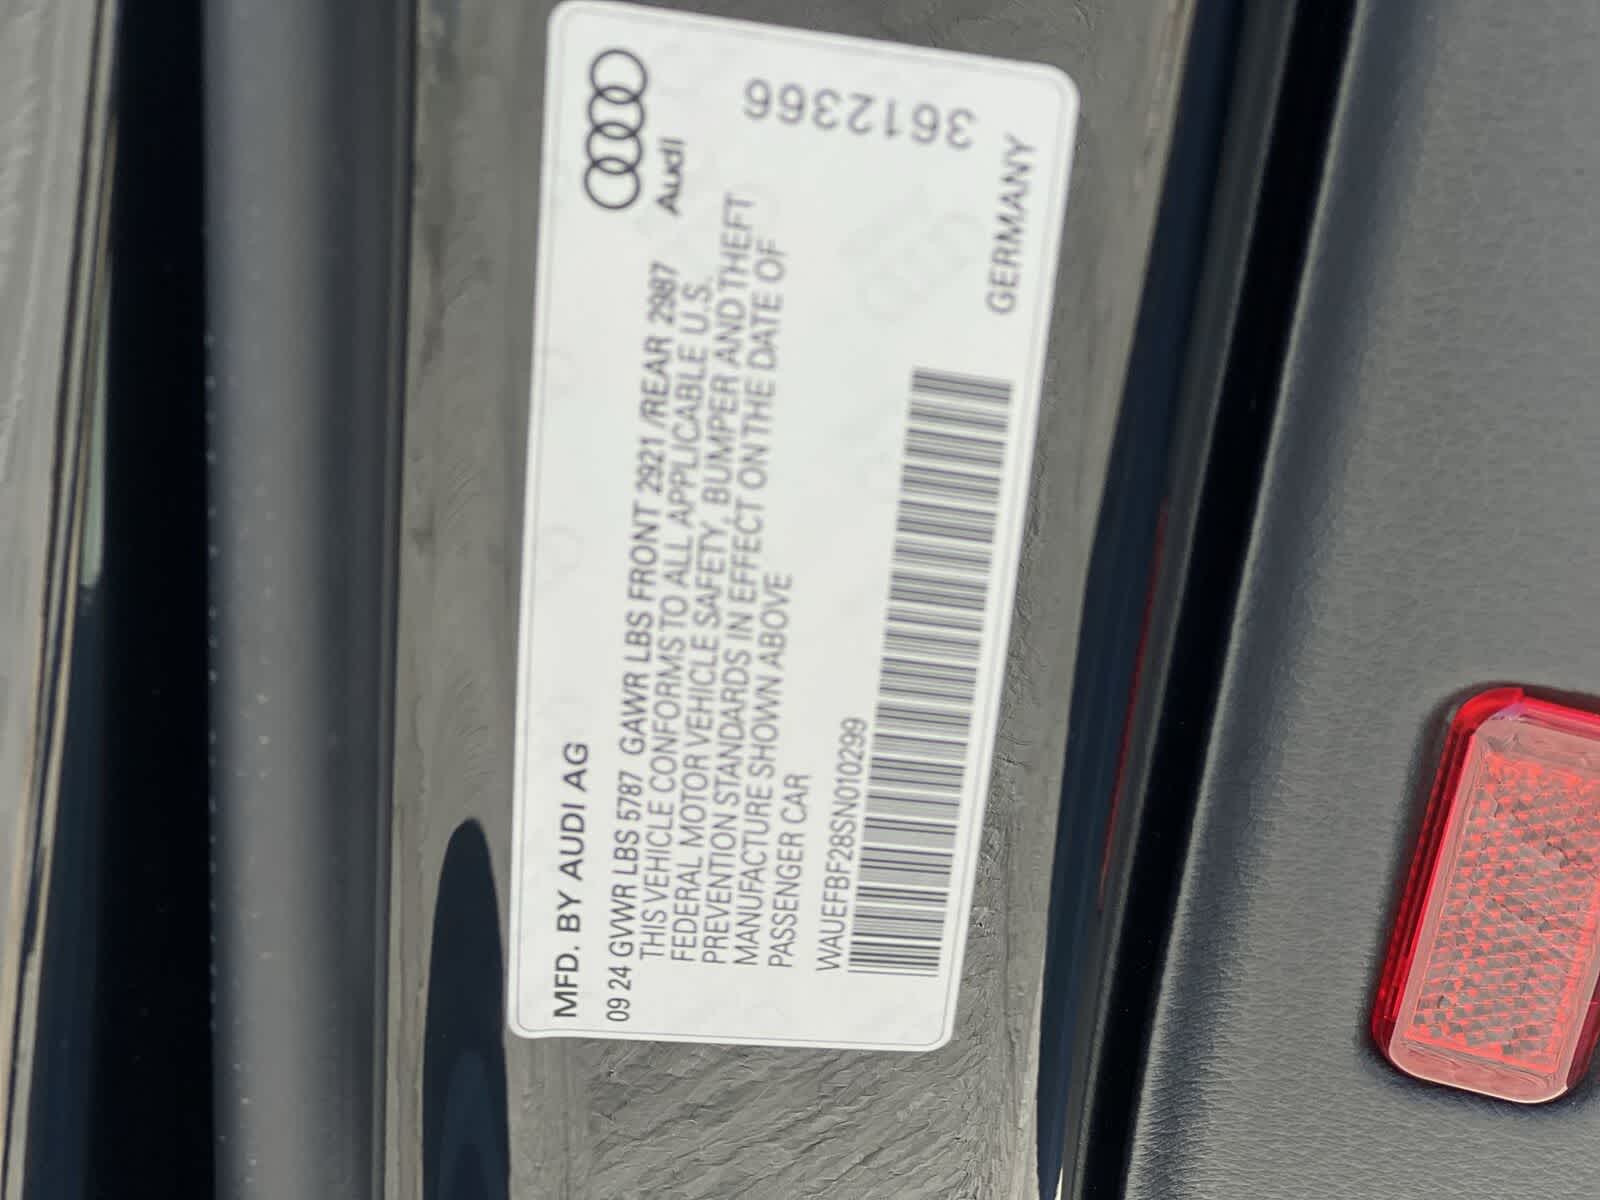 Audi
3612366
MFD. BY AUDI AG
09 24 GVWR LBS 5787 GAWR LBS FRONT 2921 /REAR 2987
THIS VEHICLE CONFORMS TO ALL APPLICABLE U.S.
FEDERAL MOTOR VEHICLE SAFETY, BUMPER AND THEFT
PREVENTION STANDARDS IN EFFECT ON THE DATE OF
MANUFACTURE SHOWN ABOVE
PASSENGER CAR
WAUEFBF28SN010299
GERMANY